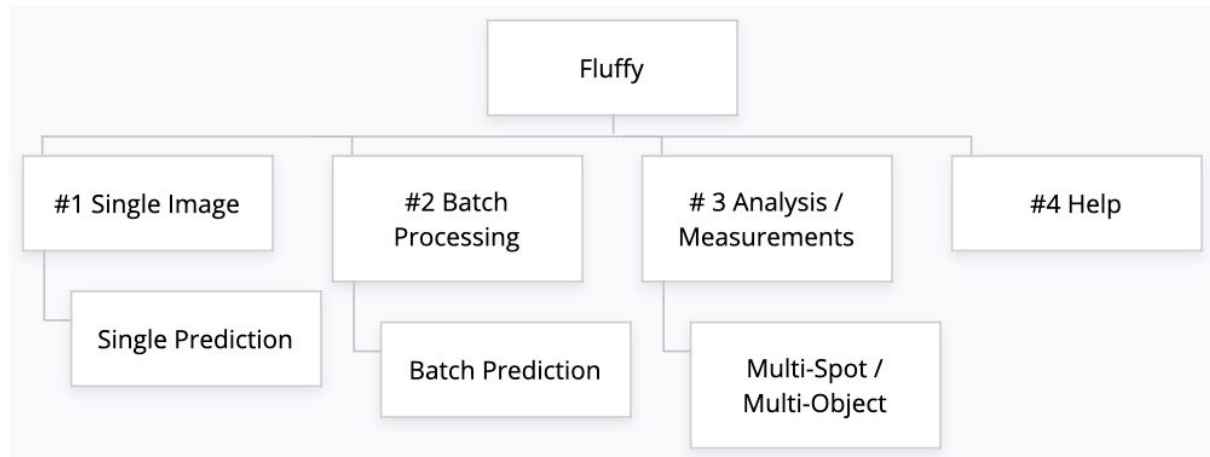 Fluffy
#1 Single Image
#2 Batch
Processing
# 3 Analysis /
Measurements
#4 Help
Single Prediction
Batch Prediction
Multi-Spot /
Multi-Object